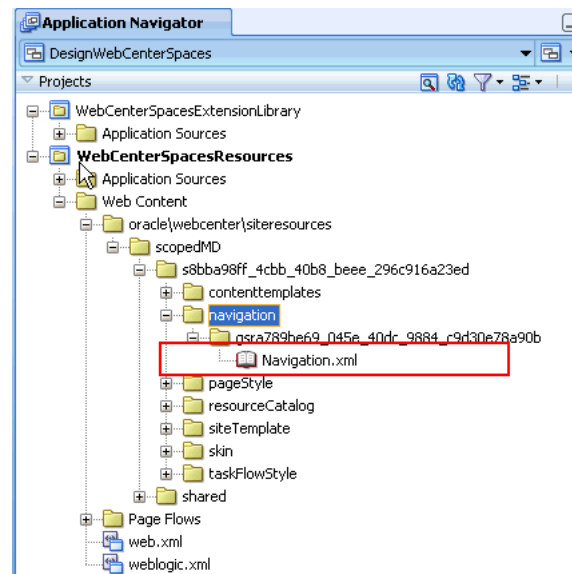 Application Navigator
DesignWebCenterSpaces
Projects
WebCenterSpacesExtensionLibrary
Application Sources
WebCenterSpacesResources
Application Sources
Web Content
oracle\webcenter\siteresources
scopedMD
s8bba98ff_4cbb_40b8_beee_296c916a23ed
contenttemplates
navigation
gsra789be69_045e_40dc_9884_c9d30e78a90b
Navigation.xml
pageStyle
resourceCatalog
siteTemplate
skin
taskFlowStyle
shared
Page Flows
web.xml
weblogic.xml